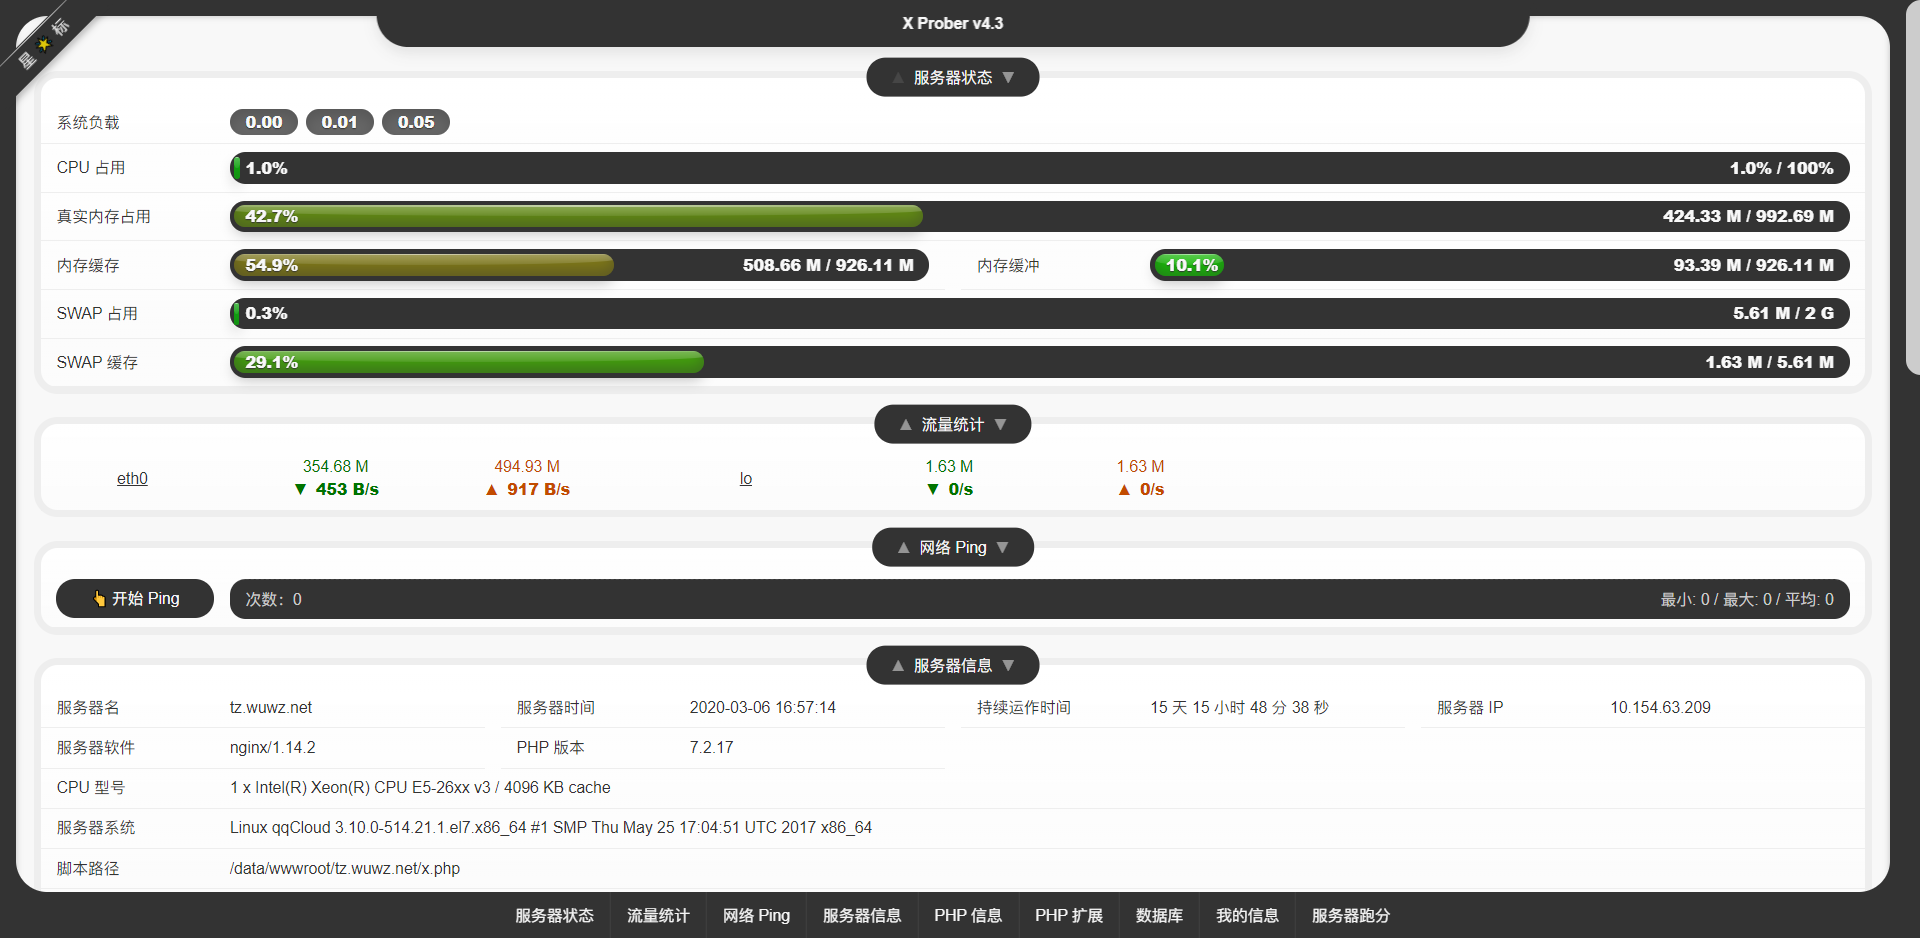 星★标
X Prober v4.3
▲ 服务器状态 ▼
系统负载 0.00 0.01 0.05
CPU 占用 1.0% 1.0% / 100%
真实内存占用 42.7% 424.33 M / 992.69 M
内存缓存 54.9% 508.66 M / 926.11 M 内存缓冲 10.1% 93.39 M / 926.11 M
SWAP 占用 0.3% 5.61 M / 2 G
SWAP 缓存 29.1% 1.63 M / 5.61 M
▲ 流量统计 ▼
354.68 M 494.93 M 1.63 M 1.63 M
eth0 lo
▼ 453 B/s ▲ 917 B/s ▼ 0/s ▲ 0/s
▲ 网络 Ping ▼
👆 开始 Ping 次数：0 最小: 0 / 最大: 0 / 平均: 0
▲ 服务器信息 ▼
服务器名 tz.wuwz.net 服务器时间 2020-03-06 16:57:14 持续运作时间 15 天 15 小时 48 分 38 秒 服务器 IP 10.154.63.209
服务器软件 nginx/1.14.2 PHP 版本 7.2.17
CPU 型号 1 x Intel(R) Xeon(R) CPU E5-26xx v3 / 4096 KB cache
服务器系统 Linux qqCloud 3.10.0-514.21.1.el7.x86_64 #1 SMP Thu May 25 17:04:51 UTC 2017 x86_64
脚本路径 /data/wwwroot/tz.wuwz.net/x.php
服务器状态 流量统计 网络 Ping 服务器信息 PHP 信息 PHP 扩展 数据库 我的信息 服务器跑分